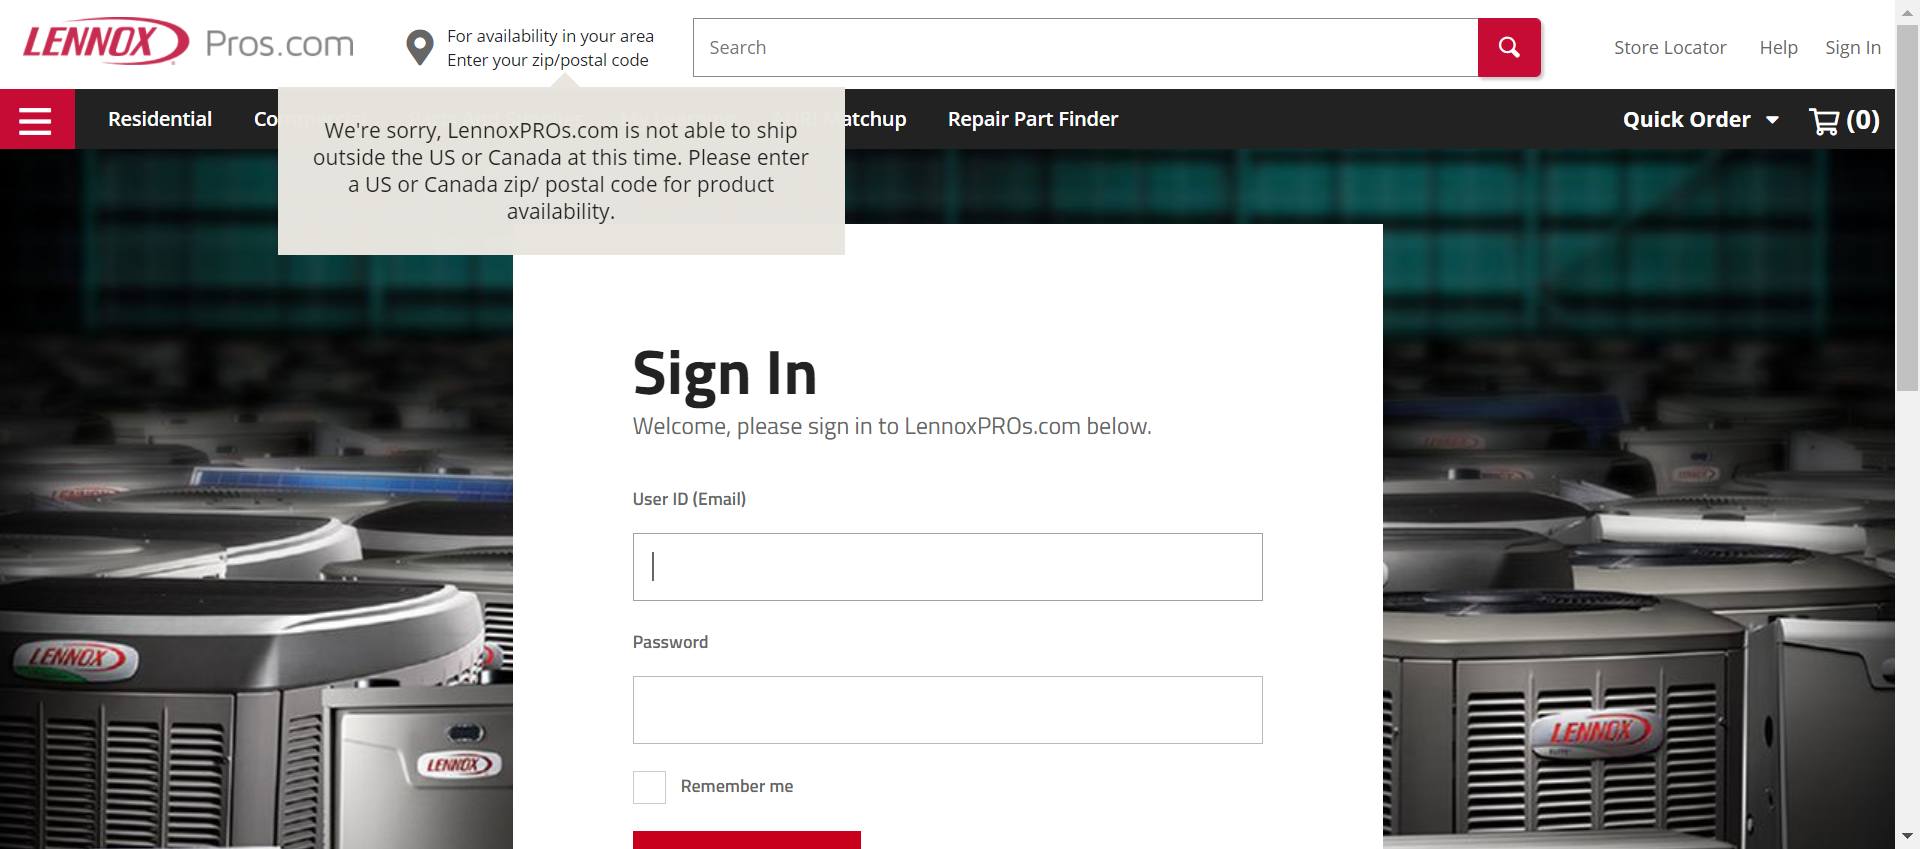 LENNOX Pros.com
For availability in your area
Enter your zip/postal code
Search
Store Locator
Help
Sign In
Residential
Co
atchup
Repair Part Finder
Quick Order
(0)
We're sorry, LennoxPROs.com is not able to ship
outside the US or Canada at this time. Please enter
a US or Canada zip/ postal code for product
availability.
Sign In
Welcome, please sign in to LennoxPROs.com below.
User ID (Email)
Password
Remember me
LENNOX
LENNOX
LENNOX